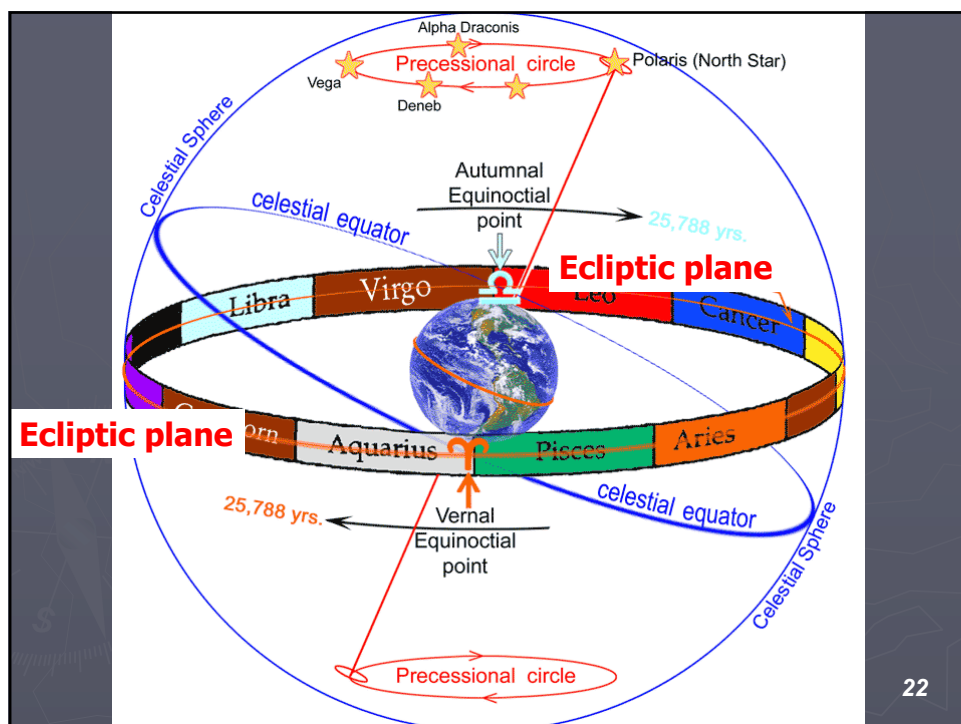 Alpha Draconis
Precessional circle
Polaris (North Star)
Vega
Deneb
Celestial Sphere
Autumnal
Equinoctial
point
celestial equator
25,788 yrs.
Ecliptic plane
Libra
Virgo
Leo
Cancer
Ecliptic plane
Aquarius
Pisces
Aries
celestial equator
25,788 yrs.
Vernal
Equinoctial
point
Celestial Sphere
Precessional circle
22